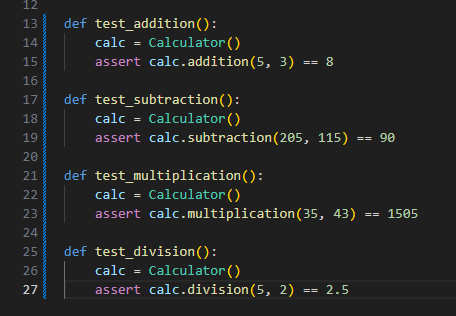 12
13 def test_addition():
14     calc = Calculator()
15     assert calc.addition(5, 3) == 8
16
17 def test_subtraction():
18     calc = Calculator()
19     assert calc.subtraction(205, 115) == 90
20
21 def test_multiplication():
22     calc = Calculator()
23     assert calc.multiplication(35, 43) == 1505
24
25 def test_division():
26     calc = Calculator()
27     assert calc.division(5, 2) == 2.5